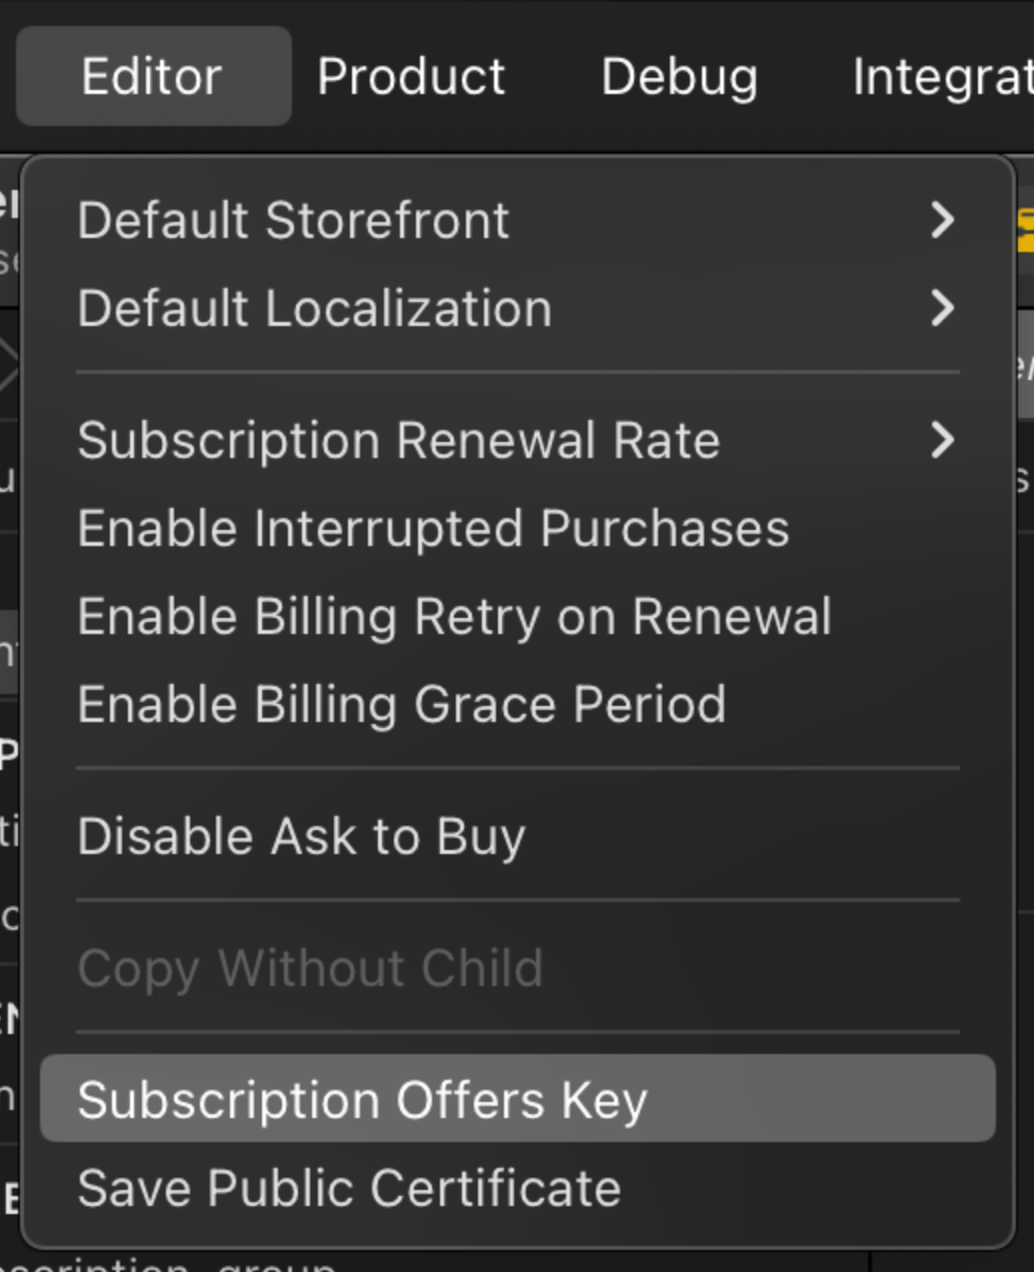 Editor Product Debug
Default Storefront
Default Localization
Subscription Renewal Rate
Enable Interrupted Purchases
Enable Billing Retry on Renewal
Enable Billing Grace Period
Disable Ask to Buy
Copy Without Child
Subscription Offers Key
Save Public Certificate
group